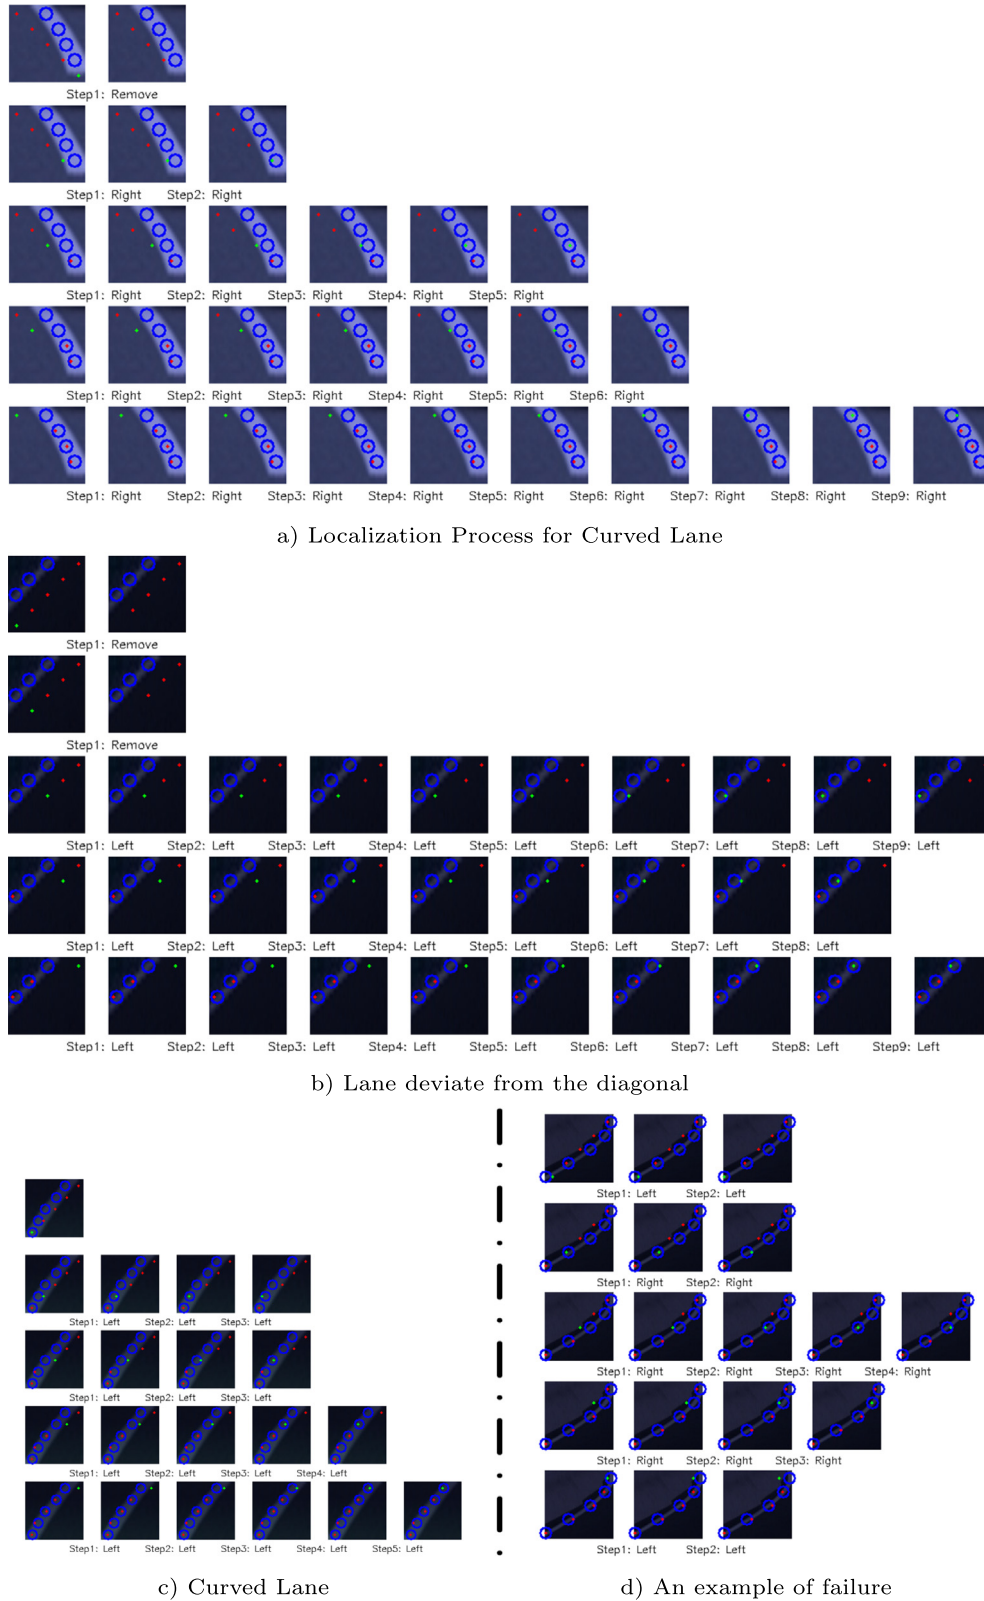 Step1: Remove
Step1: Right Step2: Right
Step1: Right Step2: Right Step3: Right Step4: Right Step5: Right
Step1: Right Step2: Right Step3: Right Step4: Right Step5: Right Step6: Right
Step1: Right Step2: Right Step3: Right Step4: Right Step5: Right Step6: Right Step7: Right Step8: Right Step9: Right
a) Localization Process for Curved Lane
Step1: Remove
Step1: Remove
Step1: Left Step2: Left Step3: Left Step4: Left Step5: Left Step6: Left Step7: Left Step8: Left Step9: Left
Step1: Left Step2: Left Step3: Left Step4: Left Step5: Left Step6: Left Step7: Left Step8: Left
Step1: Left Step2: Left Step3: Left Step4: Left Step5: Left Step6: Left Step7: Left Step8: Left Step9: Left
b) Lane deviate from the diagonal
Step1: Left Step2: Left Step3: Left
Step1: Left Step2: Left Step3: Left
Step1: Left Step2: Left Step3: Left Step4: Left
Step1: Left Step2: Left Step3: Left Step4: Left Step5: Left
c) Curved Lane
Step1: Left Step2: Left
Step1: Right Step2: Right
Step1: Right Step2: Right Step3: Right Step4: Right
Step1: Right Step2: Right Step3: Right
Step1: Left Step2: Left
d) An example of failure